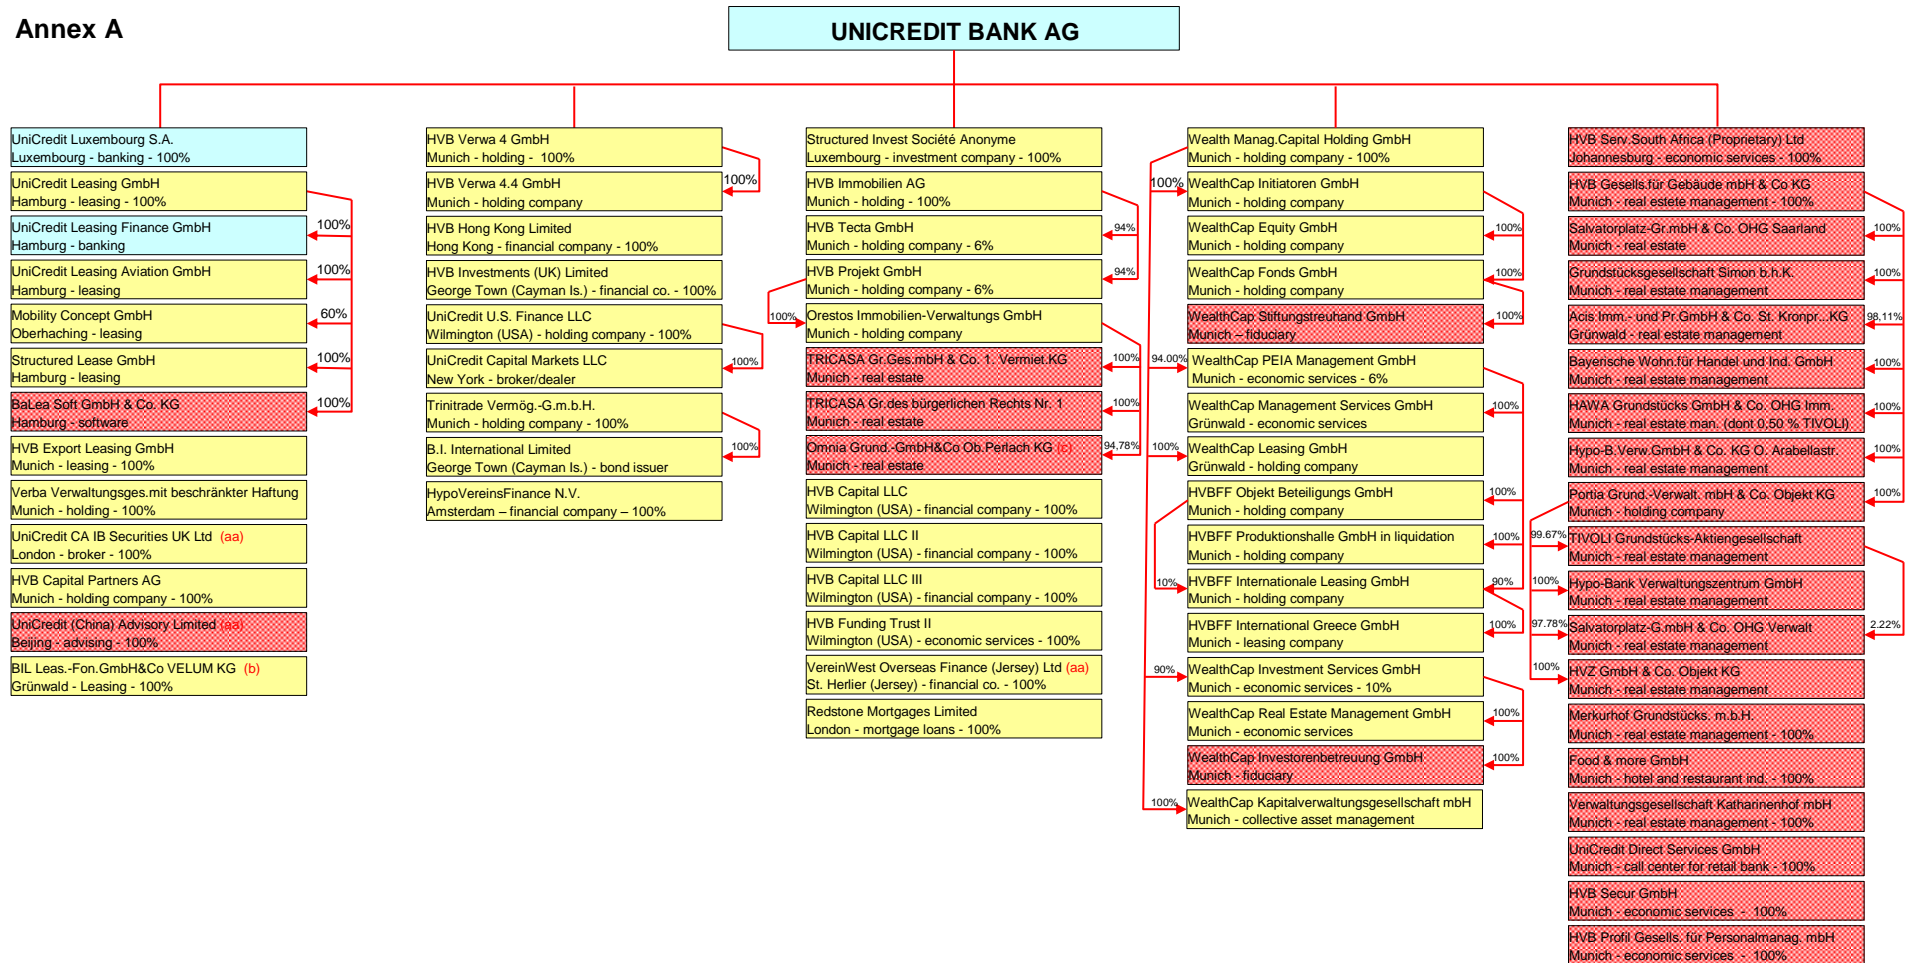 Annex A
UNICREDIT BANK AG
UniCredit Luxembourg S.A.
Luxembourg - banking - 100%
UniCredit Leasing GmbH
Hamburg - leasing - 100%
UniCredit Leasing Finance GmbH
Hamburg - banking
100%
UniCredit Leasing Aviation GmbH
Hamburg - leasing
100%
Mobility Concept GmbH
Oberhaching - leasing
60%
Structured Lease GmbH
Hamburg - leasing
100%
BaLea Soft GmbH & Co. KG
Hamburg - software
100%
HVB Export Leasing GmbH
Munich - leasing - 100%
Verba Verwaltungsges.mit beschränkter Haftung
Munich - holding - 100%
UniCredit CA IB Securities UK Ltd (aa)
London - broker - 100%
HVB Capital Partners AG
Munich - holding company - 100%
UniCredit (China) Advisory Limited (aa)
Beijing - advising - 100%
BIL Leas.-Fon.GmbH&Co VELUM KG (b)
Grünwald - Leasing - 100%
HVB Verwa 4 GmbH
Munich - holding - 100%
HVB Verwa 4.4 GmbH
Munich - holding company
100%
HVB Hong Kong Limited
Hong Kong - financial company - 100%
HVB Investments (UK) Limited
George Town (Cayman Is.) - financial co. - 100%
UniCredit U.S. Finance LLC
Wilmington (USA) - holding company - 100%
UniCredit Capital Markets LLC
New York - broker/dealer
100%
Trinitrade Vermög.-G.m.b.H.
Munich - holding company - 100%
B.I. International Limited
George Town (Cayman Is.) - bond issuer
100%
HypoVereinsFinance N.V.
Amsterdam – financial company – 100%
Structured Invest Société Anonyme
Luxembourg - investment company - 100%
HVB Immobilien AG
Munich - holding - 100%
HVB Tecta GmbH
Munich - holding company - 6%
94%
HVB Projekt GmbH
Munich - holding company - 6%
94%
100%
Orestos Immobilien-Verwaltungs GmbH
Munich - holding company
TRICASA Gr.Ges.mbH & Co. 1. Vermiet.KG
Munich - real estate
100%
TRICASA Gr.des bürgerlichen Rechts Nr. 1
Munich - real estate
100%
Omnia Grund.-GmbH&Co Ob.Perlach KG (c)
Munich - real estate
94.78%
HVB Capital LLC
Wilmington (USA) - financial company - 100%
HVB Capital LLC II
Wilmington (USA) - financial company - 100%
HVB Capital LLC III
Wilmington (USA) - financial company - 100%
HVB Funding Trust II
Wilmington (USA) - economic services - 100%
VereinWest Overseas Finance (Jersey) Ltd (aa)
St. Herlier (Jersey) - financial co. - 100%
Redstone Mortgages Limited
London - mortgage loans - 100%
Wealth Manag.Capital Holding GmbH
Munich - holding company - 100%
100%
WealthCap Initiatoren GmbH
Munich - holding company
WealthCap Equity GmbH
Munich - holding company
100%
WealthCap Fonds GmbH
Munich - holding company
100%
WealthCap Stiftungstreuhand GmbH
Munich – fiduciary
100%
94.00%
WealthCap PEIA Management GmbH
Munich - economic services - 6%
WealthCap Management Services GmbH
Grünwald - economic services
100%
100%
WealthCap Leasing GmbH
Grünwald - holding company
HVBFF Objekt Beteiligungs GmbH
Munich - holding company
100%
HVBFF Produktionshalle GmbH in liquidation
Munich - holding company
100%
10%
HVBFF Internationale Leasing GmbH
Munich - holding company
90%
HVBFF International Greece GmbH
Munich - leasing company
100%
90%
WealthCap Investment Services GmbH
Munich - economic services - 10%
WealthCap Real Estate Management GmbH
Munich - economic services
100%
WealthCap Investorenbetreuung GmbH
Munich - fiduciary
100%
100%
WealthCap Kapitalverwaltungsgesellschaft mbH
Munich - collective asset management
HVB Serv.South Africa (Proprietary) Ltd
Johannesburg - economic services - 100%
HVB Gesells.für Gebäude mbH & Co KG
Munich - real estete management - 100%
Salvatorplatz-Gr.mbH & Co. OHG Saarland
Munich - real estate
100%
Grundstücksgesellschaft Simon b.h.K.
Munich - real estate management
100%
Acis Imm.- und Pr.GmbH & Co. St. Kronpr...KG
Grünwald - real estate management
98,11%
Bayerische Wohn.für Handel und Ind. GmbH
Munich - real estate management
100%
HAWA Grundstücks GmbH & Co. OHG Imm.
Munich - real estate man. (dont 0,50 % TIVOLI)
100%
Hypo-B.Verw.GmbH & Co. KG O. Arabellastr.
Munich - real estate management
100%
Portia Grund.-Verwalt. mbH & Co. Objekt KG
Munich - holding company
100%
99.67%
TIVOLI Grundstücks-Aktiengesellschaft
Munich - real estate management
100%
Hypo-Bank Verwaltungszentrum GmbH
Munich - real estate management
97.78%
Salvatorplatz-G.mbH & Co. OHG Verwalt
Munich - real estate management
2.22%
100%
HVZ GmbH & Co. Objekt KG
Munich - real estate management
Merkurhof Grundstücks. m.b.H.
Munich - real estate management - 100%
Food & more GmbH
Munich - hotel and restaurant ind. - 100%
Verwaltungsgesellschaft Katharinenhof mbH
Munich - real estate management - 100%
UniCredit Direct Services GmbH
Munich - call center for retail bank - 100%
HVB Secur GmbH
Munich - economic services - 100%
HVB Profil Gesells. für Personalmanag. mbH
Munich - economic services - 100%